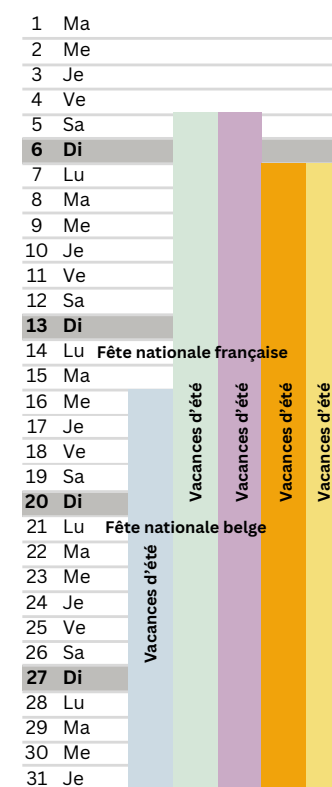 1 Ma
2 Me
3 Je
4 Ve
5 Sa
6 Di
7 Lu
8 Ma
9 Me
10 Je
11 Ve
12 Sa
13 Di
14 Lu Fête nationale française
15 Ma
16 Me
17 Je
18 Ve
19 Sa
20 Di
21 Lu Fête nationale belge
22 Ma
23 Me
24 Je
25 Ve
26 Sa
27 Di
28 Lu
29 Ma
30 Me
31 Je
Vacances d'été
Vacances d'été
Vacances d'été
Vacances d'été
Vacances d'été